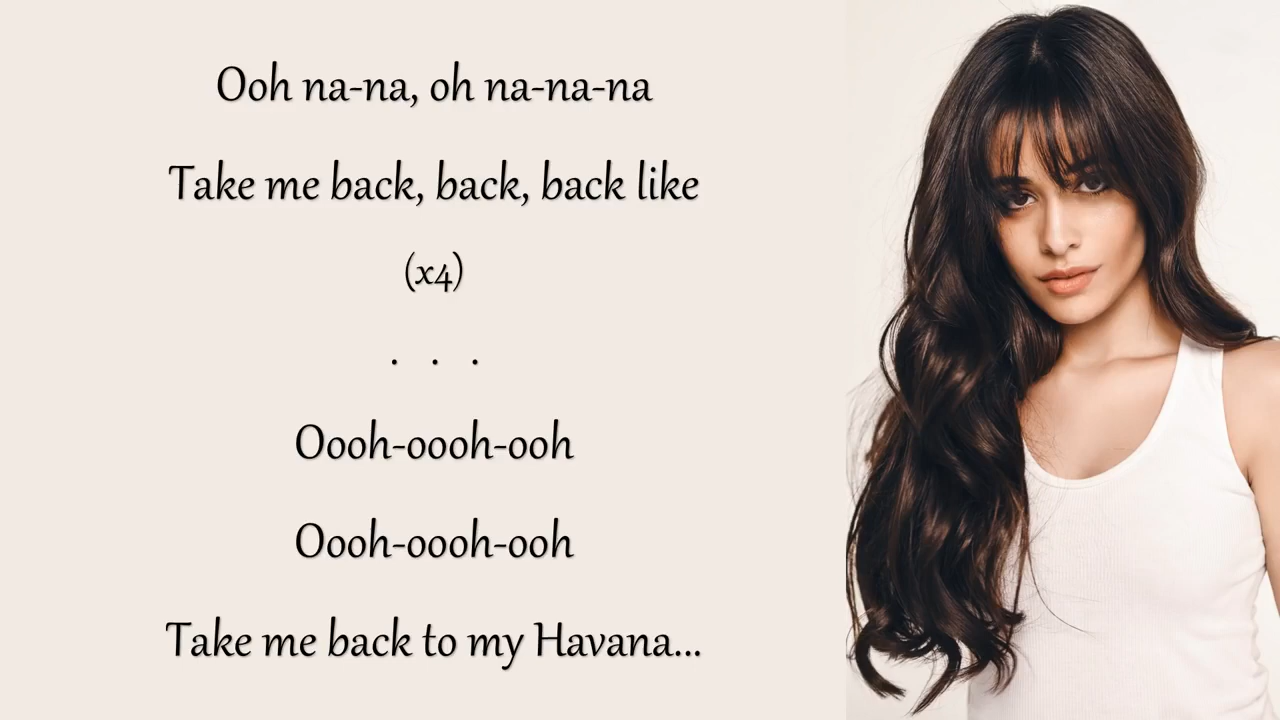 Ooh na-na, oh na-na-na
Take me back, back, back like
(x4)
. . .
Oooh-oooh-ooh
Oooh-oooh-ooh
Take me back to my Havana...